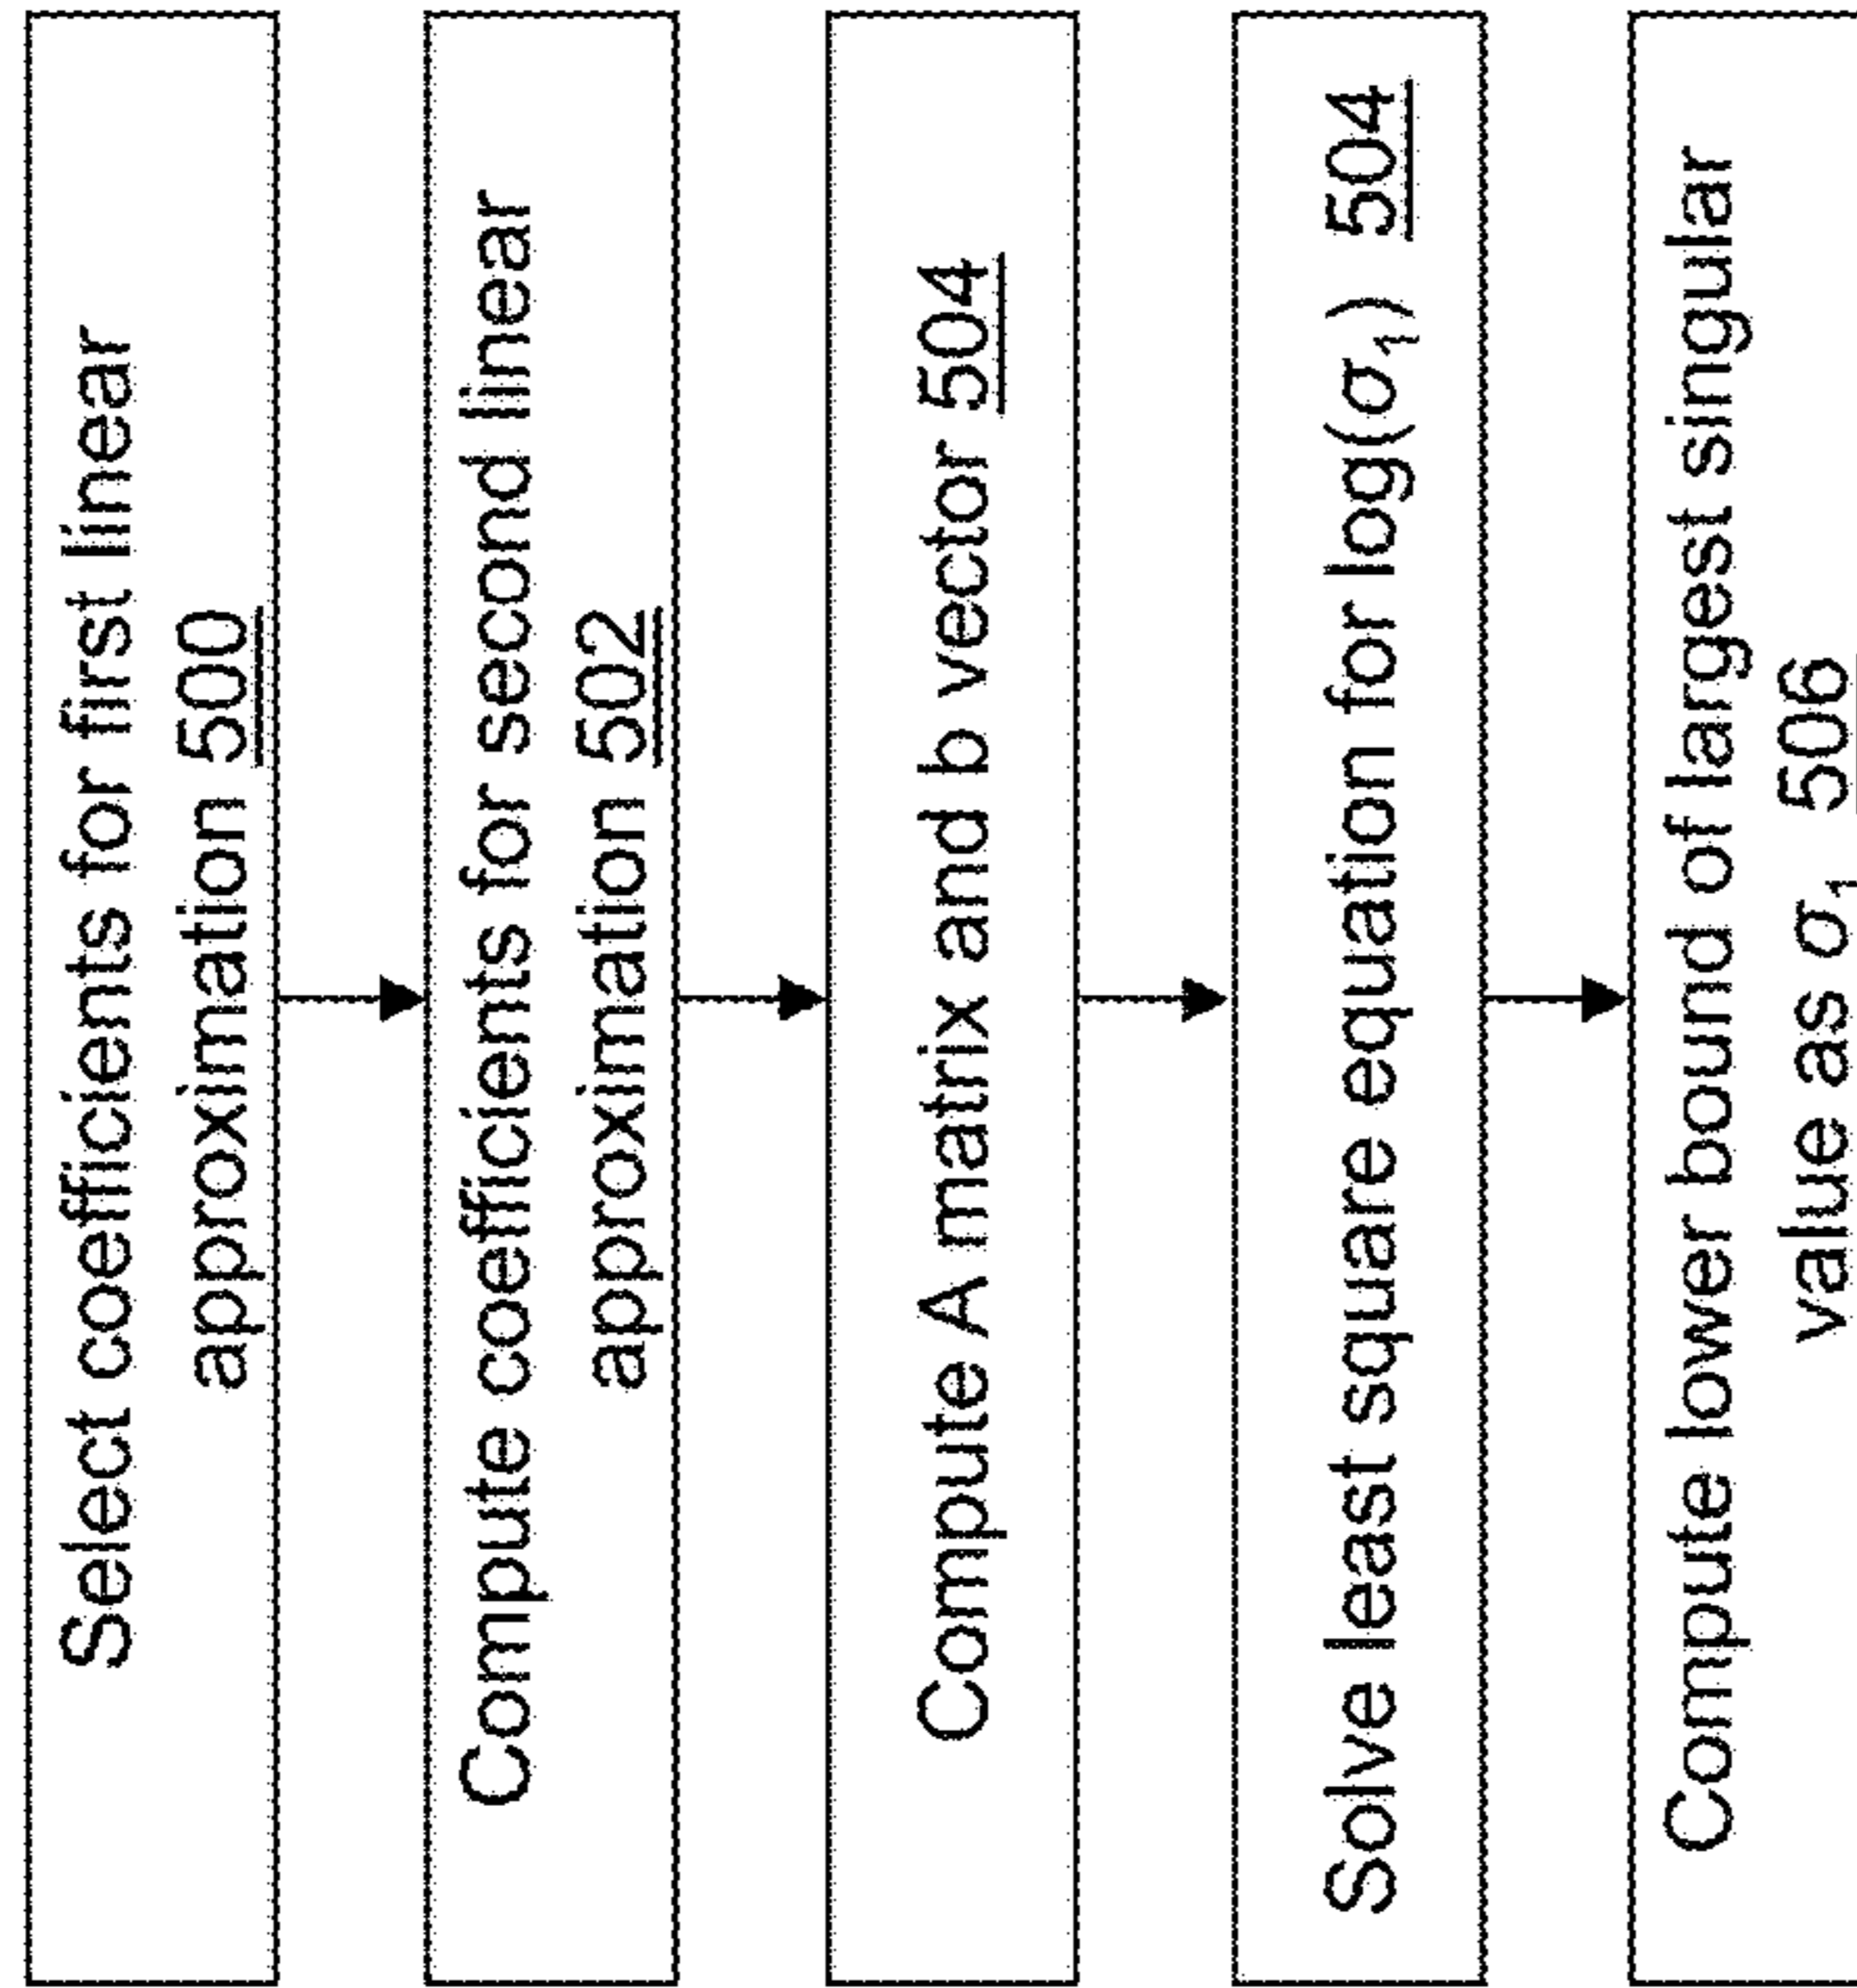 Select coefficients for first linear
approximation 500
Compute coefficients for second linear
approximation 502
Compute A matrix and b vector 504
Solve least square equation for log(σ₁) 504
Compute lower bound of largest singular
value as σ₁ 506